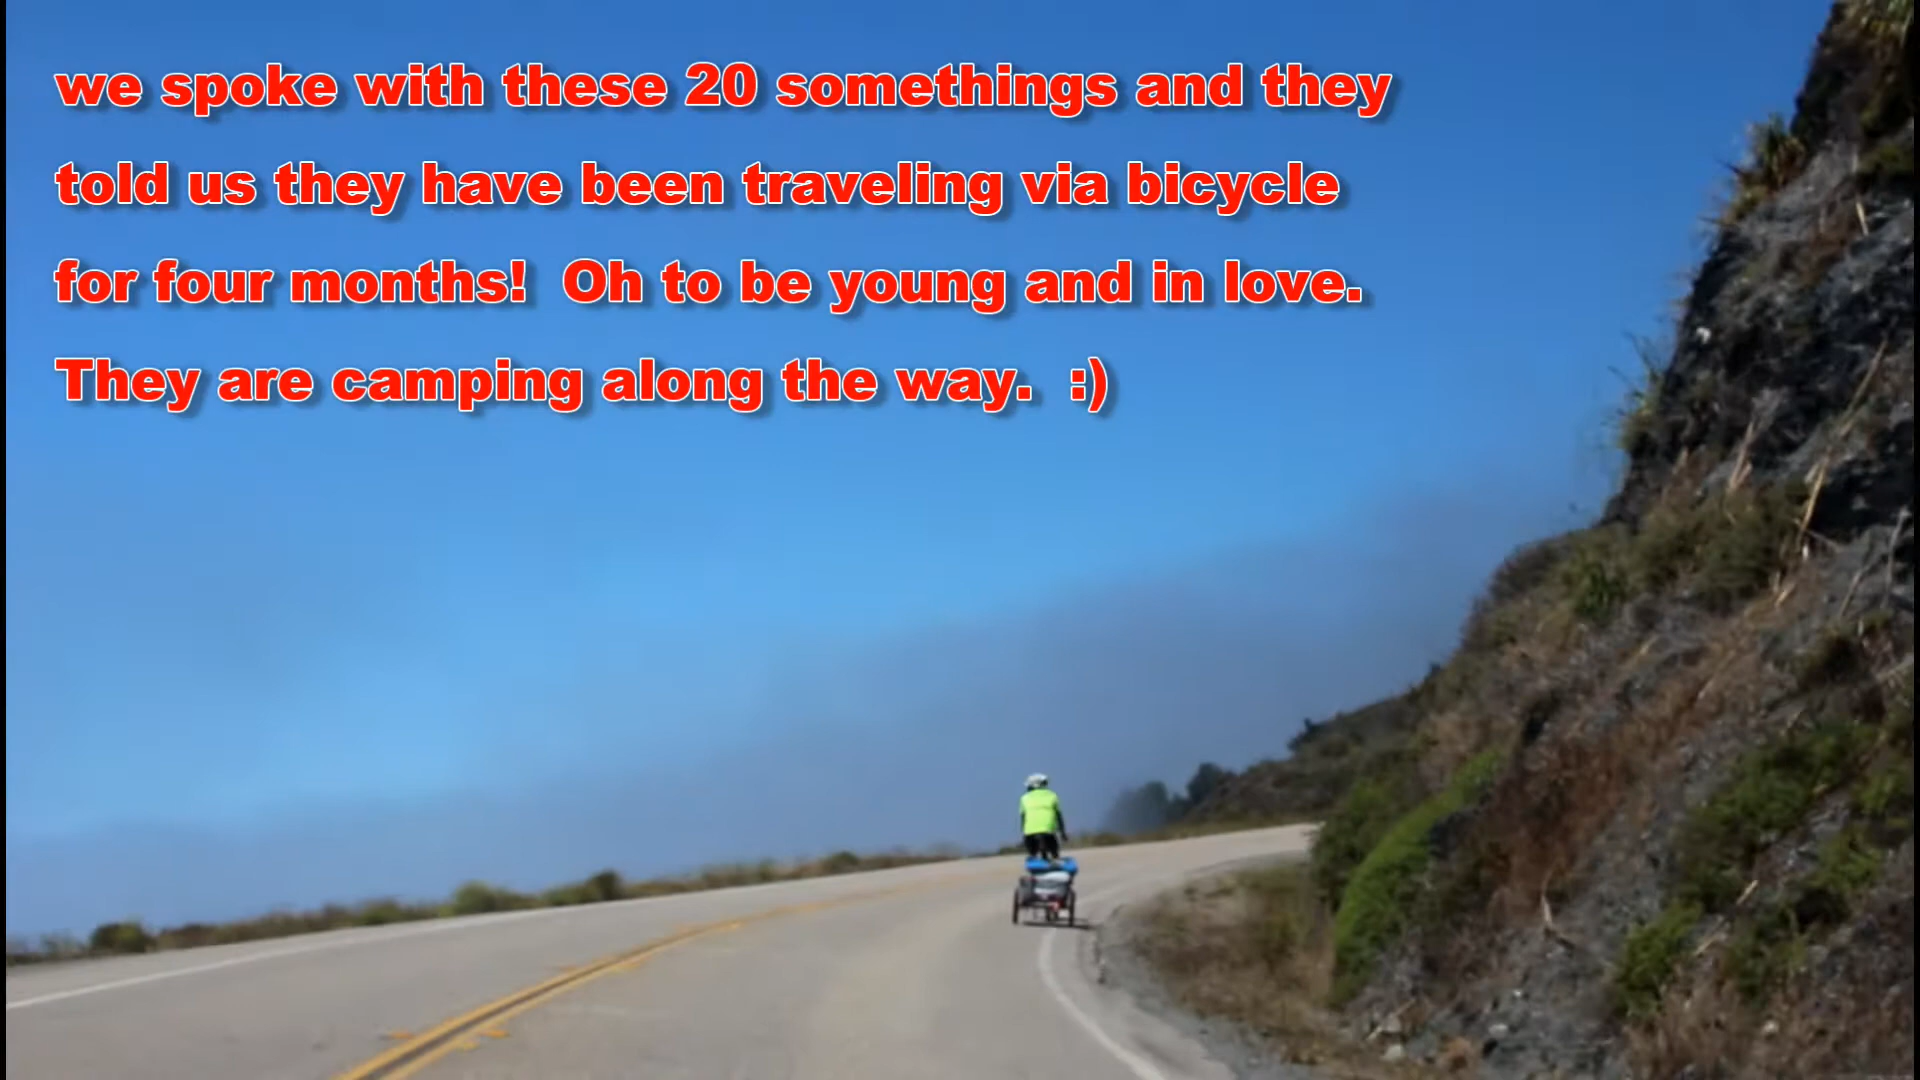 we spoke with these 20 somethings and they
told us they have been traveling via bicycle
for four months!  Oh to be young and in love.
They are camping along the way.  :)